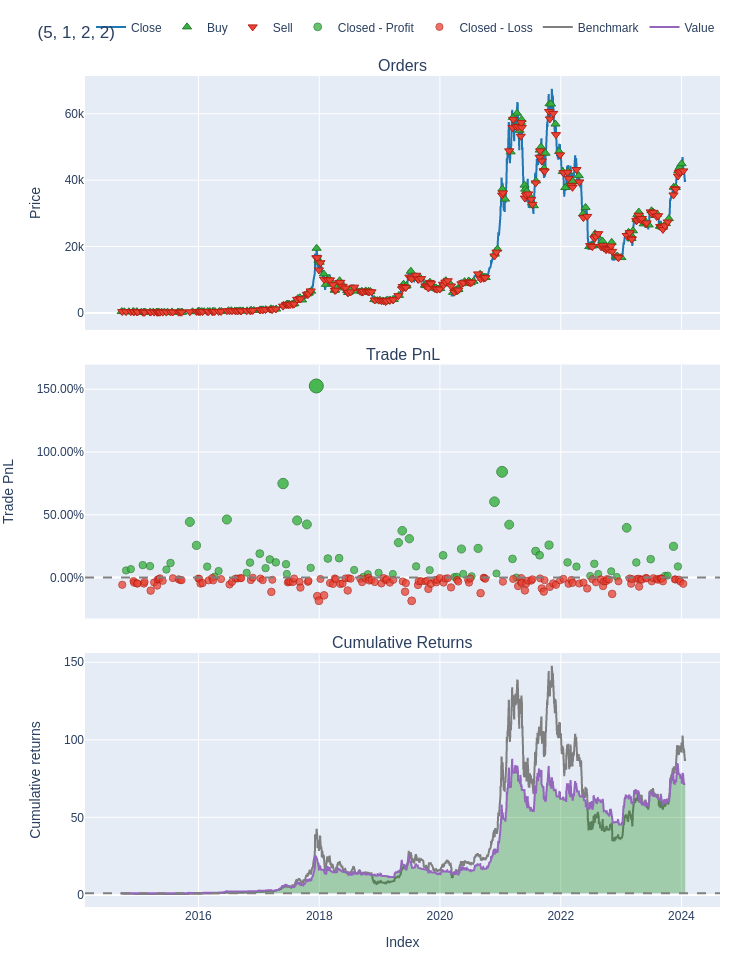 (5, 1, 2, 2) Close Buy Sell Closed - Profit Closed - Loss Benchmark Value
Orders
60k
40k
20k
0
Price
Trade PnL
150.00%
100.00%
50.00%
0.00%
Trade PnL
Cumulative Returns
150
100
50
0
Cumulative returns
2016 2018 2020 2022 2024
Index